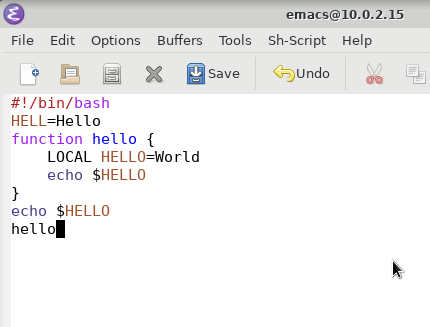 emacs@10.0.2.15
File Edit Options Buffers Tools Sh-Script Help
Save Undo
#!/bin/bash
HELL=Hello
function hello {
    LOCAL HELLO=World
    echo $HELLO
}
echo $HELLO
hello